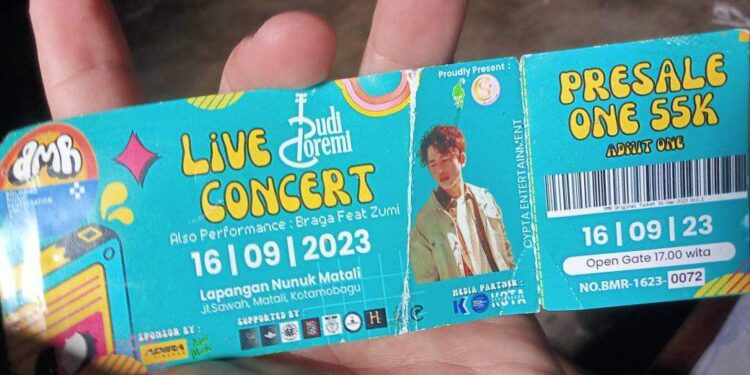 Proudly Present :
Budi
Doremi
LiVE
CONCERT
Also Performance : Braga Feat Zumi
16 | 09 | 2023
Lapangan Nunuk Matali
Jl.Sawah, Matali, Kotamobagu
SPONSOR BY :
SUPPORTED BY :
MEDIA PARTNER :
KOTA
CYPTA ENTERTAINMENT
PRESALE
ONE 55K
ADMIT ONE
16 | 09 | 23
Open Gate 17.00 wita
NO.BMR-1623-0072